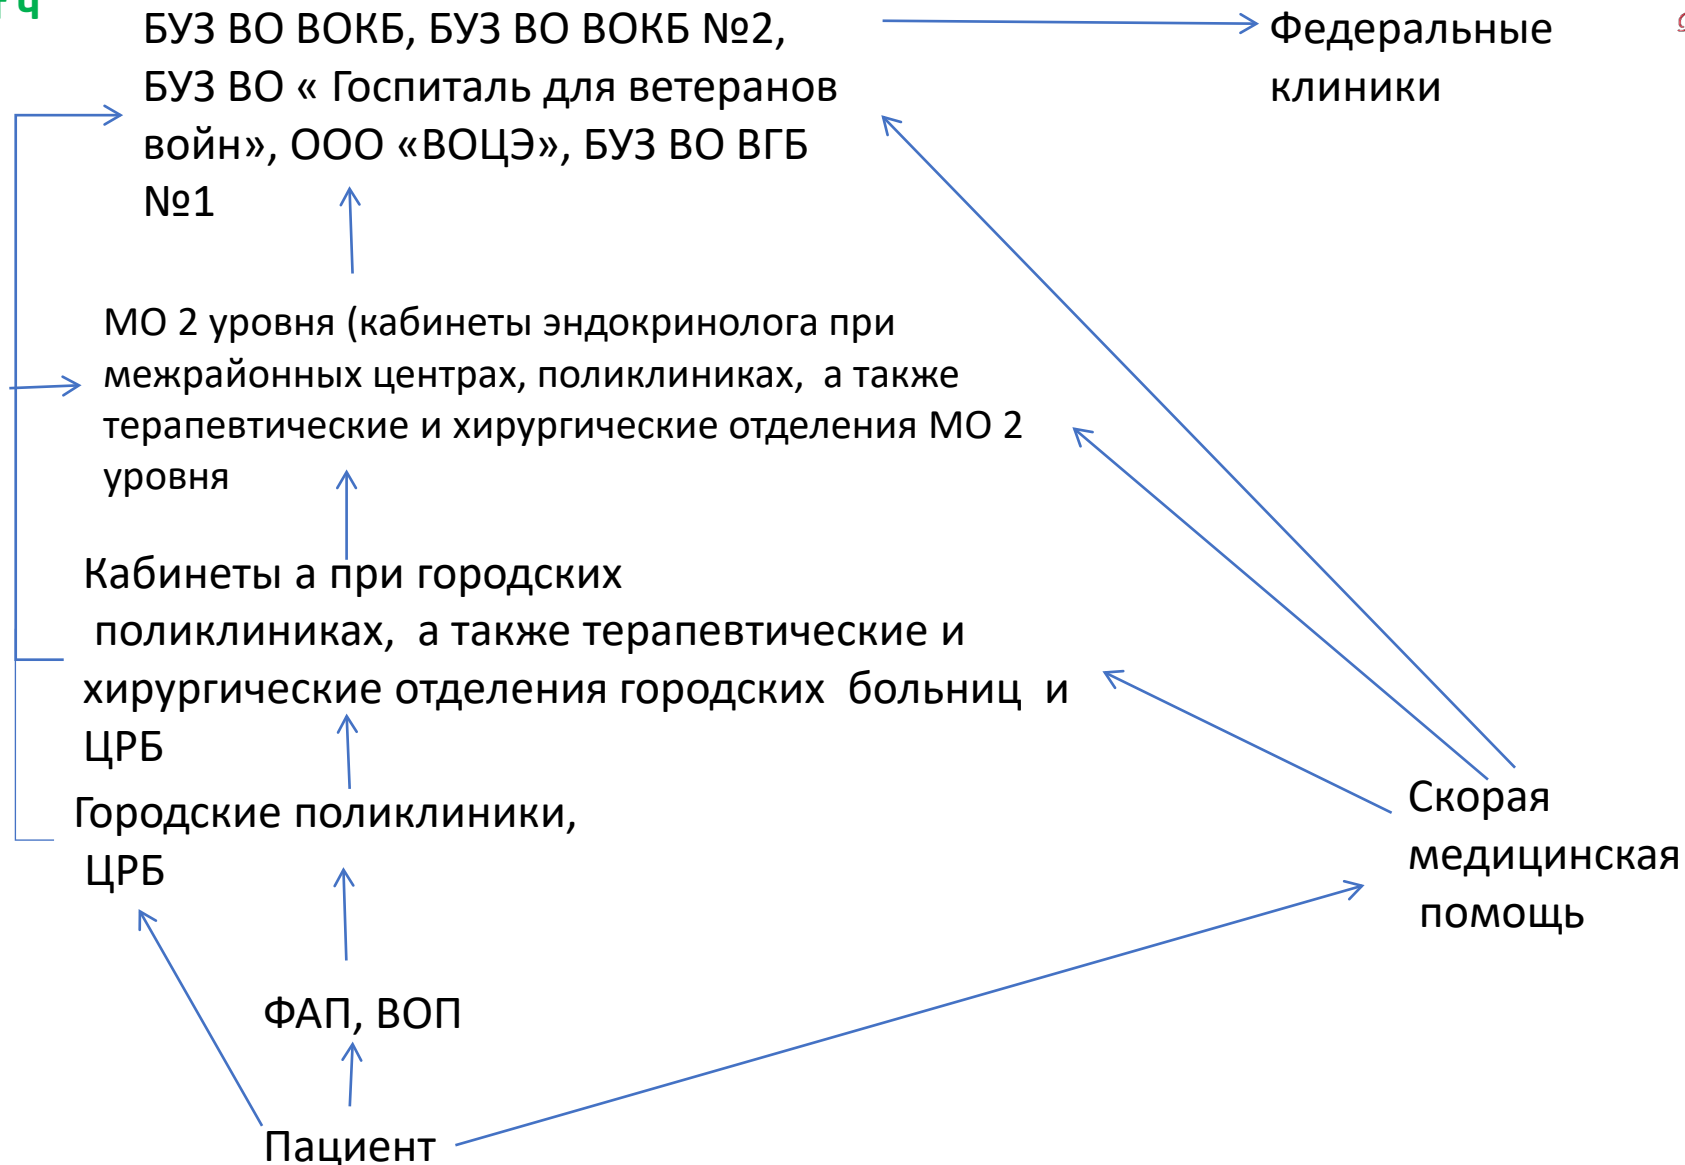 БУЗ ВО ВОКБ, БУЗ ВО ВОКБ №2,
БУЗ ВО « Госпиталь для ветеранов
войн», ООО «ВОЦЭ», БУЗ ВО ВГБ
№1
Федеральные
клиники
МО 2 уровня (кабинеты эндокринолога при
межрайонных центрах, поликлиниках, а также
терапевтические и хирургические отделения МО 2
уровня
Кабинеты а при городских
поликлиниках, а также терапевтические и
хирургические отделения городских больниц и
ЦРБ
Городские поликлиники,
ЦРБ
Скорая
медицинская
помощь
ФАП, ВОП
Пациент